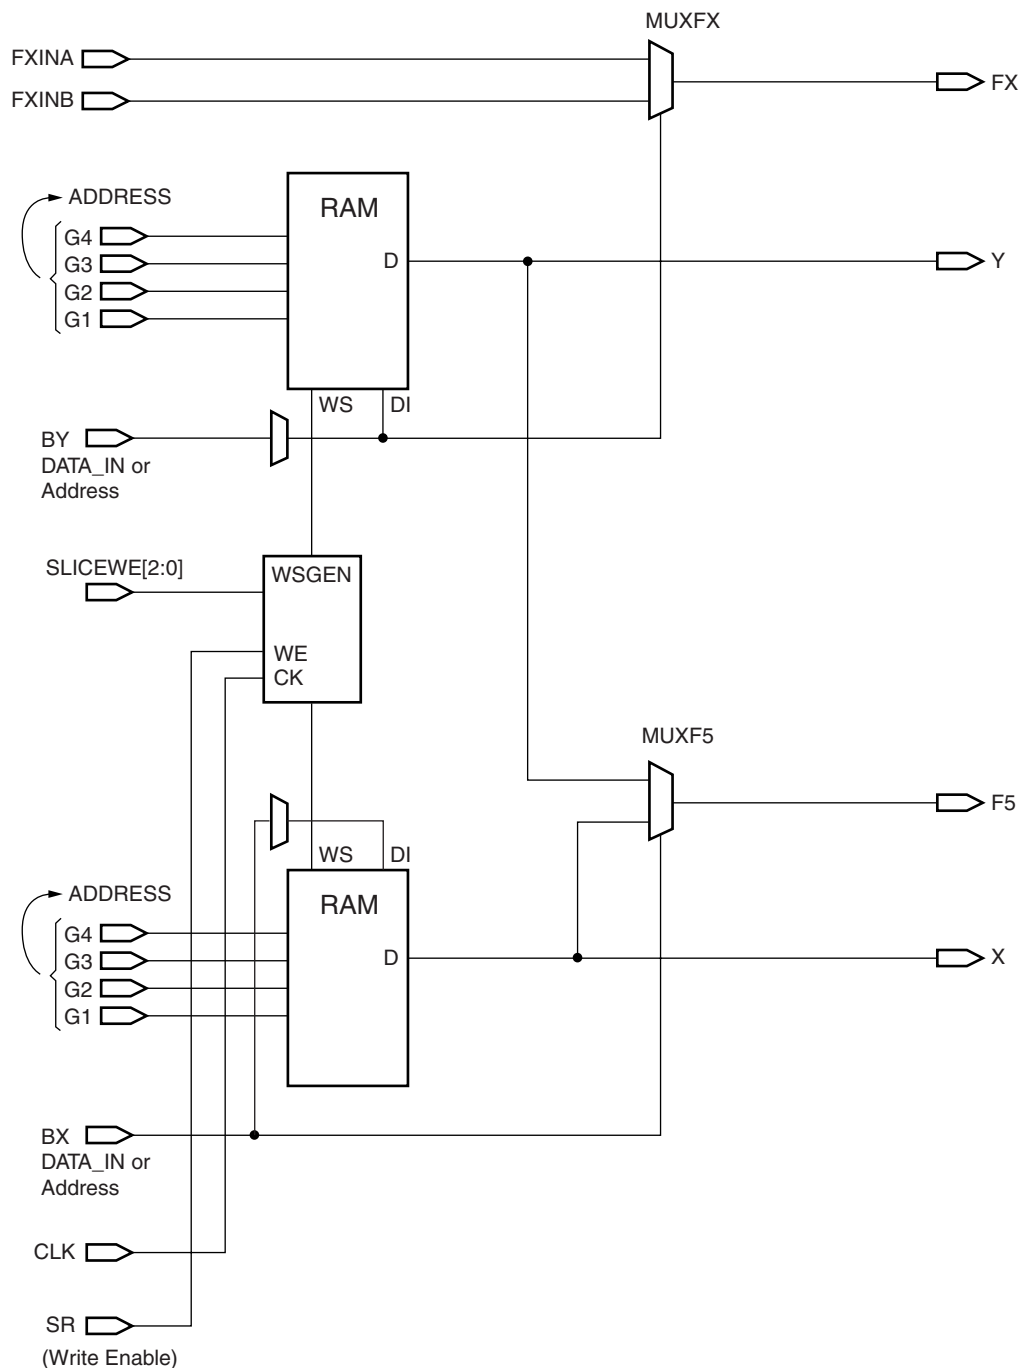 MUXFX
FXINA
FX
FXINB
ADDRESS
RAM
G4
G3
D
Y
G2
G1
WS
DI
BY
DATA_IN or
Address
SLICEWE[2:0]
WSGEN
WE
CK
MUXF5
F5
WS
DI
ADDRESS
RAM
G4
G3
D
X
G2
G1
BX
DATA_IN or
Address
CLK
SR
(Write Enable)